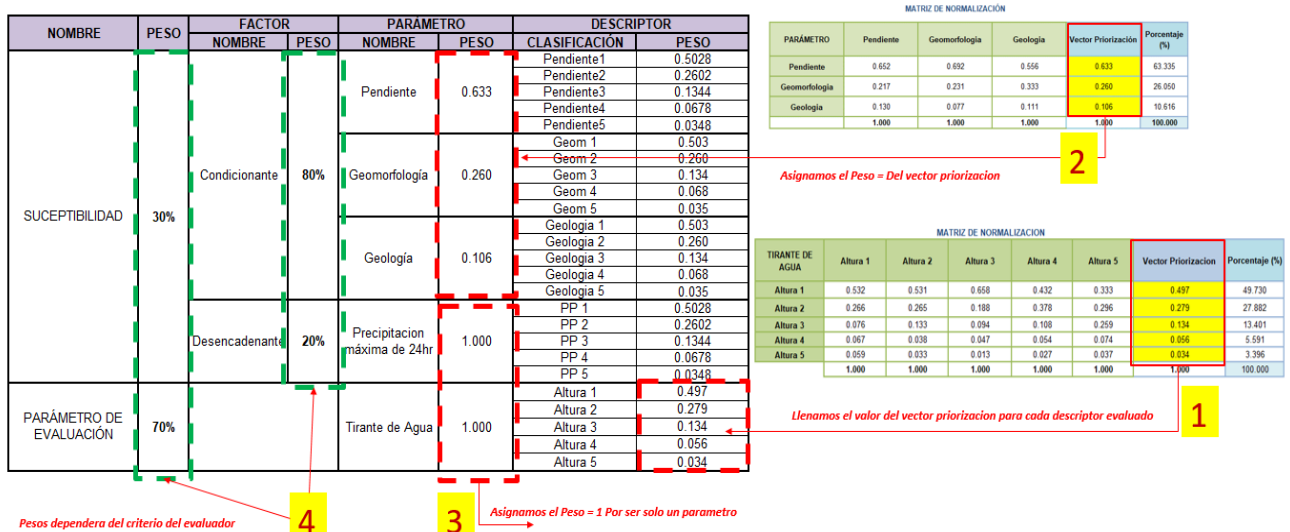 NOMBRE PESO FACTOR PARÁMETRO DESCRIPTOR
NOMBRE PESO NOMBRE PESO CLASIFICACIÓN PESO
SUCEPTIBILIDAD 30%
Condicionante 80%
Pendiente 0.633
Pendiente1 0.5028
Pendiente2 0.2602
Pendiente3 0.1344
Pendiente4 0.0678
Pendiente5 0.0348
Geomorfología 0.260
Geom 1 0.503
Geom 2 0.260
Geom 3 0.134
Geom 4 0.068
Geom 5 0.035
Geología 0.106
Geologia 1 0.503
Geologia 2 0.260
Geologia 3 0.134
Geologia 4 0.068
Geologia 5 0.035
Desencadenante 20%
Precipitacion
máxima de 24hr
1.000
PP 1 0.5028
PP 2 0.2602
PP 3 0.1344
PP 4 0.0678
PP 5 0.0348
PARÁMETRO DE
EVALUACIÓN
70%
Tirante de Agua 1.000
Altura 1 0.497
Altura 2 0.279
Altura 3 0.134
Altura 4 0.056
Altura 5 0.034
Pesos dependera del criterio del evaluador
4
3
Asignamos el Peso = 1 Por ser solo un parametro
MATRIZ DE NORMALIZACIÓN
PARÁMETRO Pendiente Geomorfologia Geologia Vector Priorización Porcentaje
(%)
Pendiente 0.652 0.692 0.556 0.633 63.335
Geomorfologia 0.217 0.231 0.333 0.260 26.050
Geologia 0.130 0.077 0.111 0.106 10.616
1.000 1.000 1.000 1.000 100.000
2
Asignamos el Peso = Del vector priorizacion
MATRIZ DE NORMALIZACION
TIRANTE DE
AGUA
Altura 1 Altura 2 Altura 3 Altura 4 Altura 5 Vector Priorizacion Porcentaje (%)
Altura 1 0.532 0.531 0.658 0.432 0.333 0.497 49.730
Altura 2 0.266 0.265 0.188 0.378 0.296 0.279 27.882
Altura 3 0.076 0.133 0.094 0.108 0.259 0.134 13.401
Altura 4 0.067 0.038 0.047 0.054 0.074 0.056 5.591
Altura 5 0.059 0.033 0.013 0.027 0.037 0.034 3.396
1.000 1.000 1.000 1.000 1.000 1.000 100.000
Llenamos el valor del vector priorizacion para cada descriptor evaluado
1